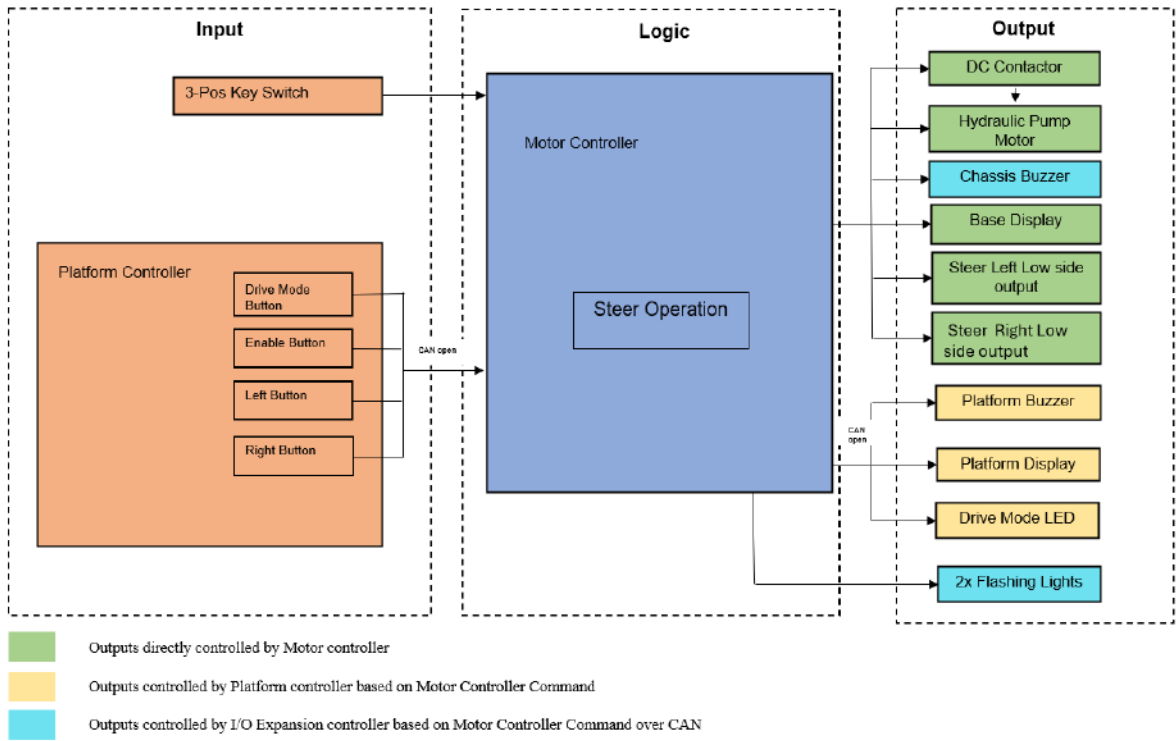 Input
Logic
Output
3-Pos Key Switch
Platform Controller
Drive Mode
Button
Enable Button
Left Button
Right Button
CAN open
Motor Controller
Steer Operation
DC Contactor
Hydraulic Pump
Motor
Chassis Buzzer
Base Display
Steer Left Low side
output
Steer Right Low
side output
CAN
open
Platform Buzzer
Platform Display
Drive Mode LED
2x Flashing Lights
Outputs directly controlled by Motor controller
Outputs controlled by Platform controller based on Motor Controller Command
Outputs controlled by I/O Expansion controller based on Motor Controller Command over CAN